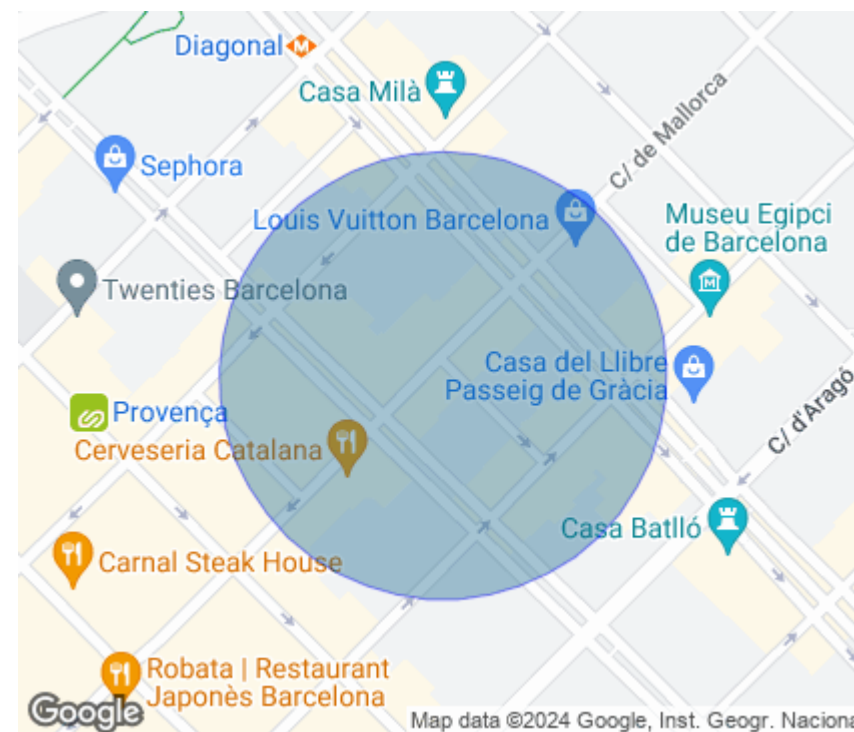 Diagonal
Casa Milà
C/ de Mallorca
Sephora
Louis Vuitton Barcelona
Museu Egipci
de Barcelona
Twenties Barcelona
Casa del Llibre
Passeig de Gràcia
Provença
C/ d'Aragó
Cerveseria Catalana
Casa Batlló
Carnal Steak House
Robata | Restaurant
Japonès Barcelona
Google
Map data ©2024 Google, Inst. Geogr. Naciona